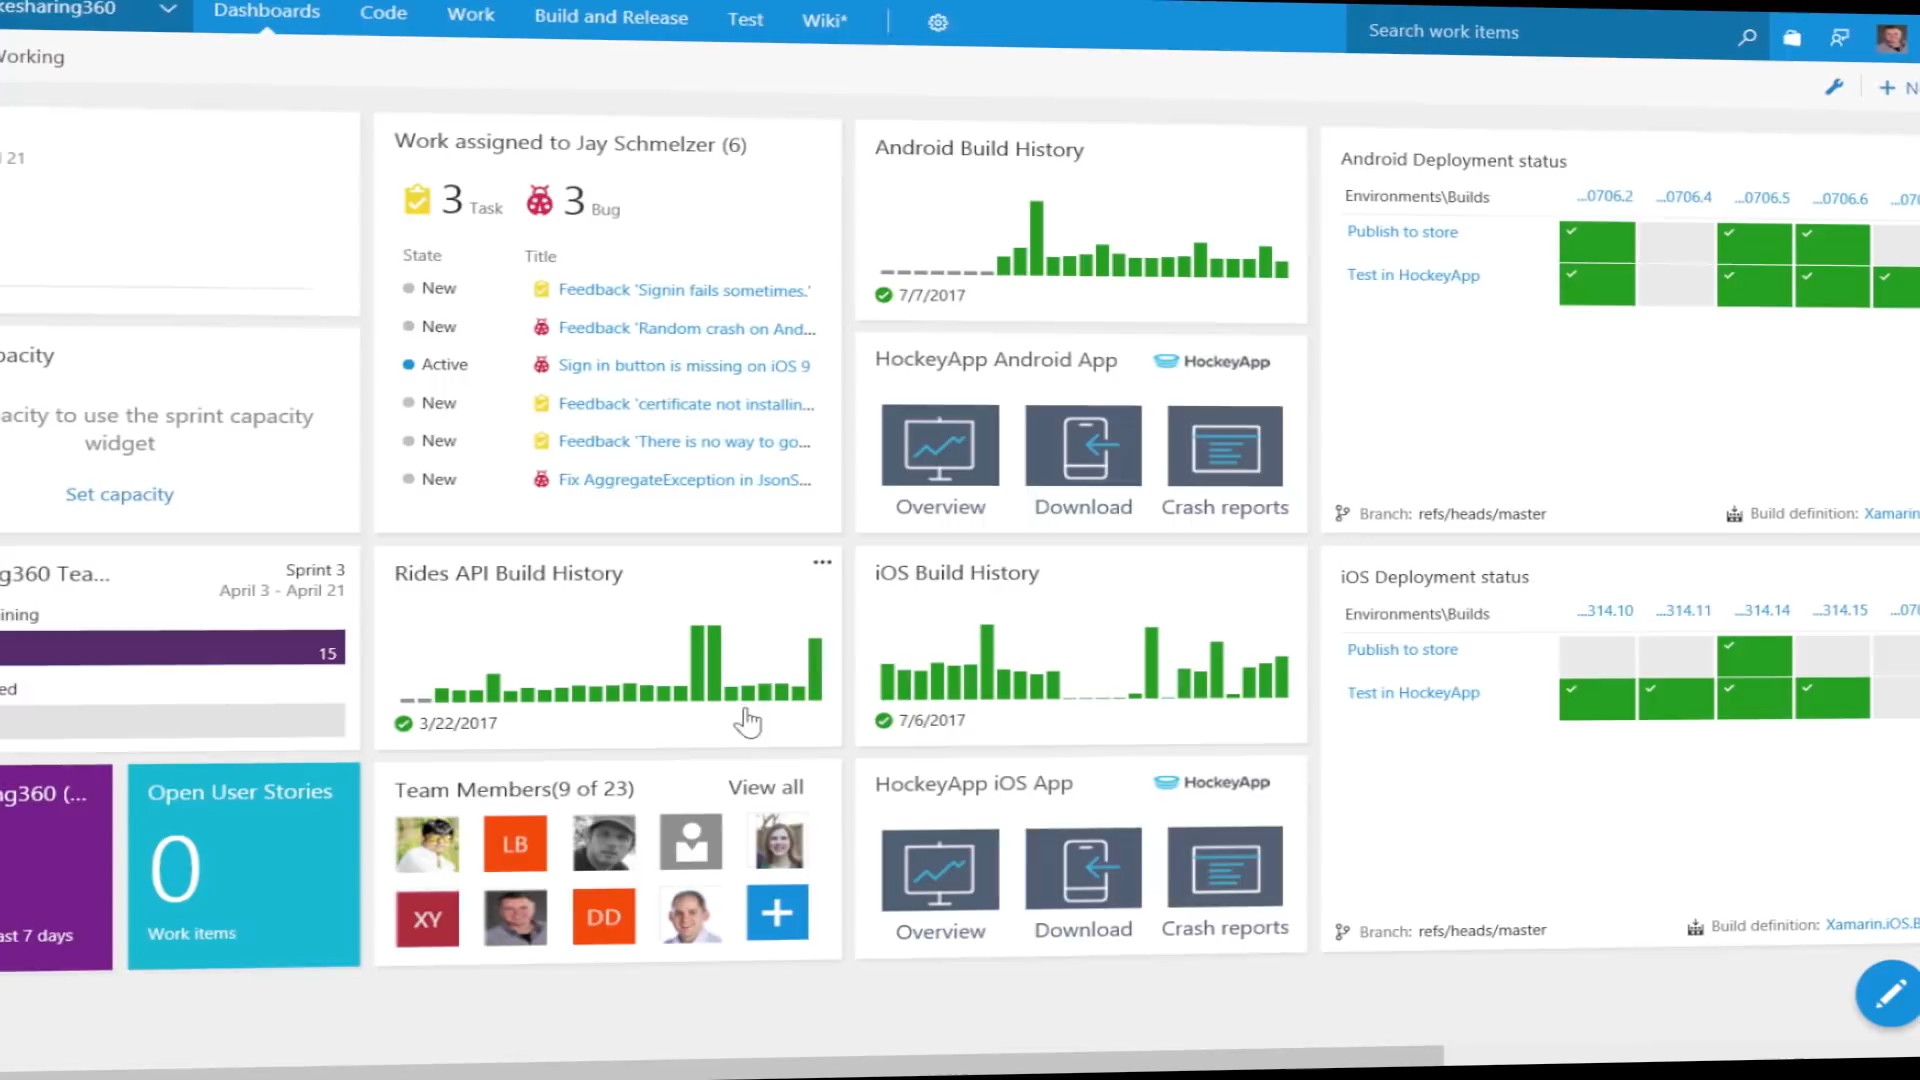 kesharing360
Dashboards
Code
Work
Build and Release
Test
Wiki*
Search work items
Working
21
Work assigned to Jay Schmelzer (6)
3 Task
3 Bug
State Title
New Feedback 'Signin fails sometimes.'
New Feedback 'Random crash on And...
Active Sign in button is missing on iOS 9
New Feedback 'certificate not installin...
New Feedback 'There is no way to go...
New Fix AggregateException in JsonS...
Android Build History
7/7/2017
HockeyApp Android App
HockeyApp
Overview
Download
Crash reports
Android Deployment status
Environments\Builds ...0706.2 ...0706.4 ...0706.5 ...0706.6 ...070
Publish to store
Test in HockeyApp
Branch: refs/heads/master
Build definition: Xamarin
pacity
acity to use the sprint capacity
widget
Set capacity
g360 Tea...
Sprint 3
April 3 - April 21
ining
15
ed
Rides API Build History
...
3/22/2017
iOS Build History
7/6/2017
iOS Deployment status
Environments\Builds ...314.10 ...314.11 ...314.14 ...314.15 ...070
Publish to store
Test in HockeyApp
Branch: refs/heads/master
Build definition: Xamarin.iOS.B
ng360 (...
ast 7 days
Open User Stories
0
Work items
Team Members(9 of 23)
View all
LB
XY
DD
HockeyApp iOS App
HockeyApp
Overview
Download
Crash reports